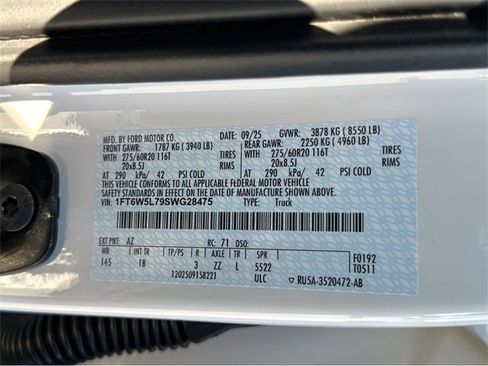 MFD. BY FORD MOTOR CO. 09/25 GVWR: 3878 KG ( 8550 LB)
FRONT GAWR: 1787 KG ( 3940 LB) REAR GAWR: 2250 KG ( 4960 LB)
WITH 275/60R20 116T TIRES WITH 275/60R20 116T TIRES
20x8.5J RIMS 20x8.5J RIMS
AT 290 kPa/ 42 PSI COLD AT 290 kPa/ 42 PSI COLD
THIS VEHICLE CONFORMS TO ALL APPLICABLE FEDERAL MOTOR VEHICLE
SAFETY STANDARDS IN EFFECT ON THE DATE OF MANUFACTURE SHOWN ABOVE.
VIN: 1FT6W5L79SWG28475 TYPE: Truck
EXT PNT: AZ RC: 71 DSO:
WB TP/PS R AXLE TR SPR F0192
145 1B 3 ZZ L 5522 T0511
1202509158221 ULC RU5A-3520472-AB